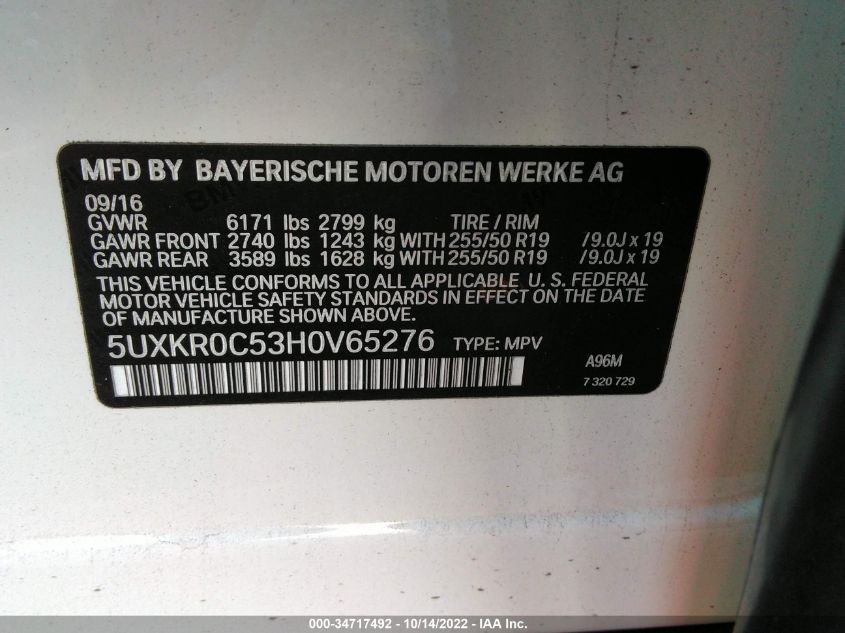 MFD BY BAYERISCHE MOTOREN WERKE AG
09/16
GVWR 6171 lbs 2799 kg TIRE / RIM
GAWR FRONT 2740 lbs 1243 kg WITH 255/50 R19 /9.0J x 19
GAWR REAR 3589 lbs 1628 kg WITH 255/50 R19 /9.0J x 19
THIS VEHICLE CONFORMS TO ALL APPLICABLE U. S. FEDERAL
MOTOR VEHICLE SAFETY STANDARDS IN EFFECT ON THE DATE
OF MANUFACTURE SHOWN ABOVE.
5UXKR0C53H0V65276 TYPE: MPV
A96M
7 320 729
000-34717492 - 10/14/2022 - IAA Inc.